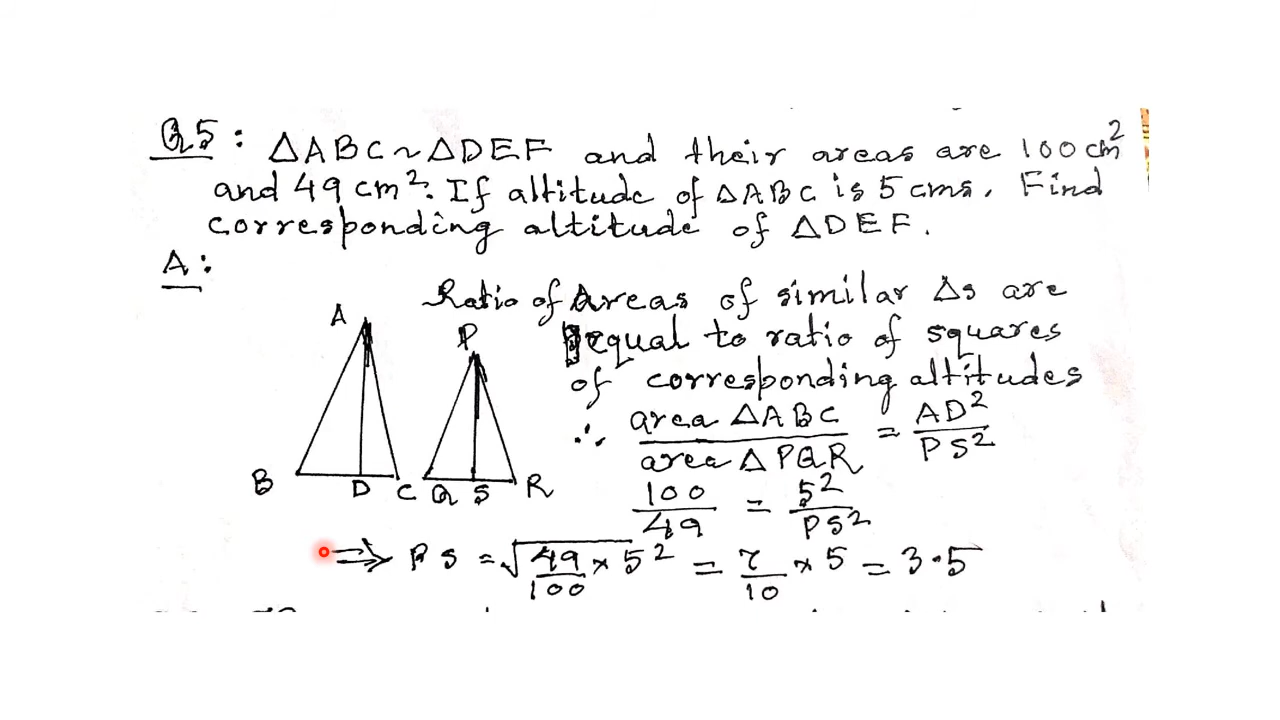 Q5: ΔABC ~ ΔDEF and their areas are 100 cm²
and 49 cm². If altitude of ΔABC is 5 cms. Find
corresponding altitude of ΔDEF.
A:
Ratio of Areas of similar Δs are
equal to ratio of squares
of corresponding altitudes
∴ area ΔABC / area ΔPQR = AD² / PS²
100 / 49 = 5² / PS²
⇒ PS = √(49/100 × 5²) = 7/10 × 5 = 3.5
A
P
B D C Q S R